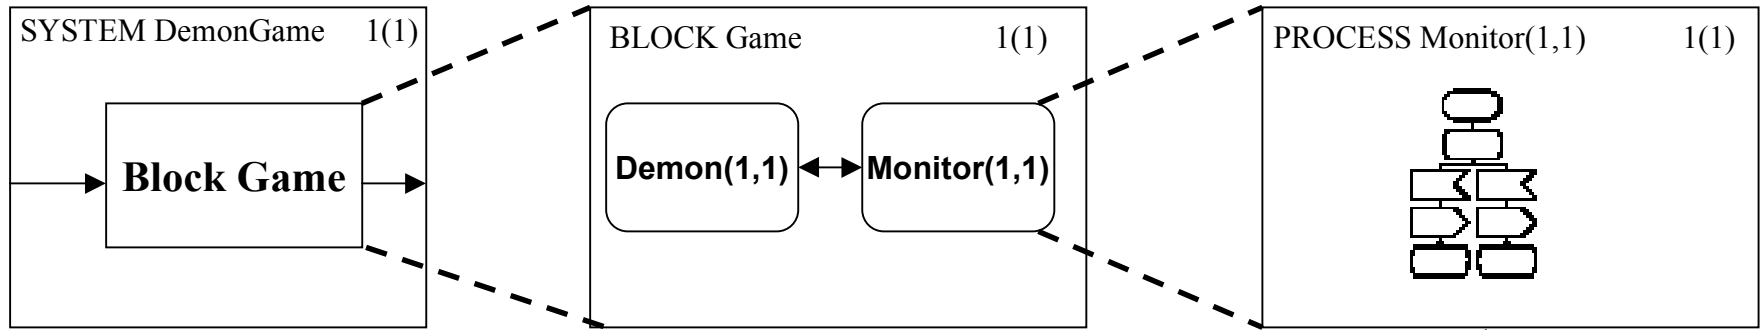 SYSTEM DemonGame 1(1)
Block Game
BLOCK Game 1(1)
Demon(1,1)
Monitor(1,1)
PROCESS Monitor(1,1) 1(1)